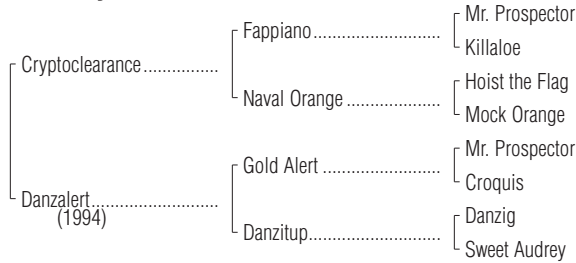 Mr. Prospector
Fappiano..................
Killaloe
Cryptoclearance................
Hoist the Flag
Naval Orange ..................
Mock Orange
Mr. Prospector
Gold Alert ......................
Croquis
Danzalert...........................
(1994)
Danzig
Danzitup.........................
Sweet Audrey